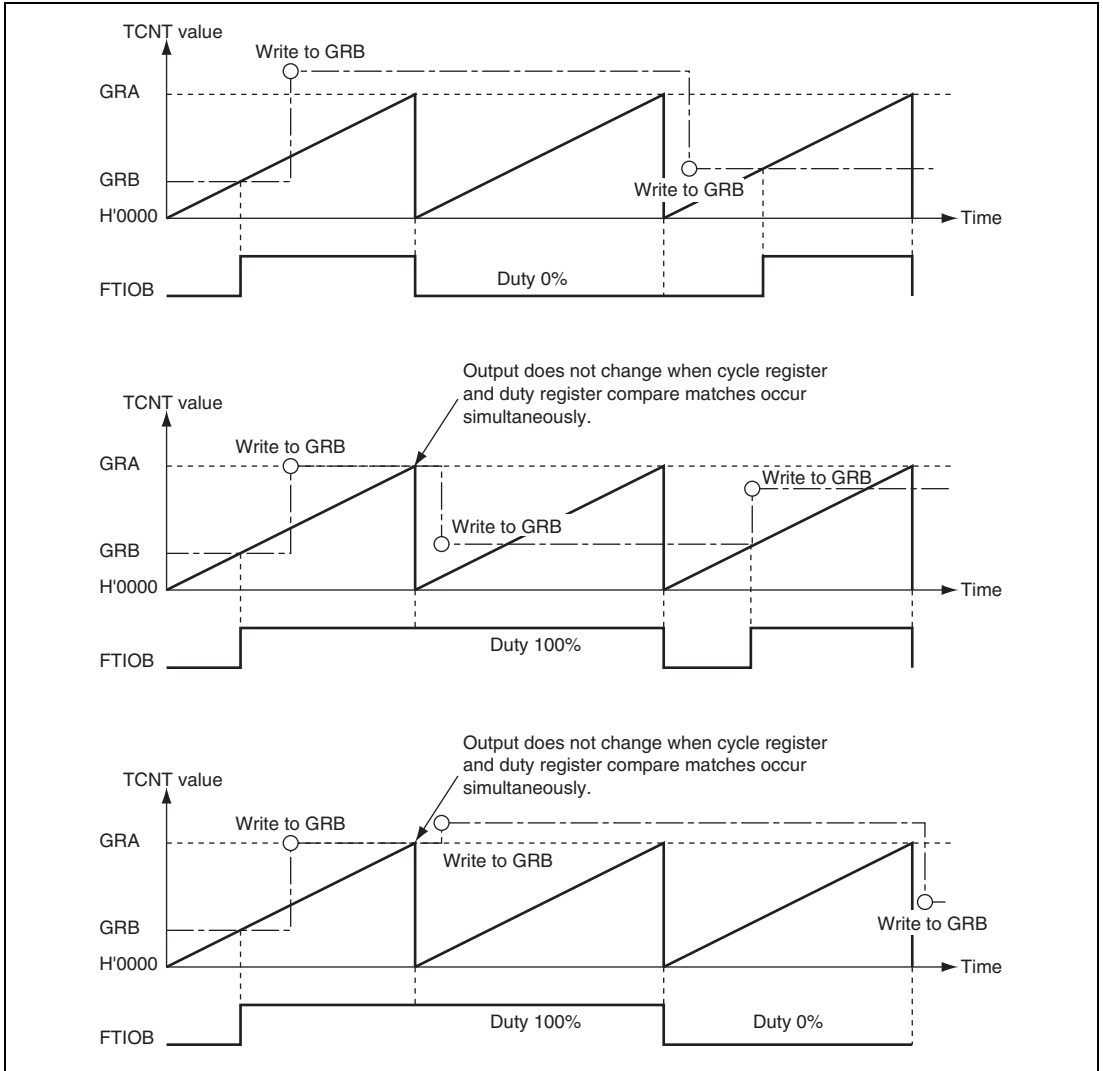 TCNT value
Write to GRB
GRA
GRB
Write to GRB
H'0000
Time
Duty 0%
FTIOB
Output does not change when cycle register
and duty register compare matches occur
simultaneously.
TCNT value
Write to GRB
GRA
Write to GRB
Write to GRB
GRB
H'0000
Time
Duty 100%
FTIOB
Output does not change when cycle register
and duty register compare matches occur
simultaneously.
TCNT value
Write to GRB
GRA
Write to GRB
GRB
Write to GRB
H'0000
Time
Duty 100%
Duty 0%
FTIOB